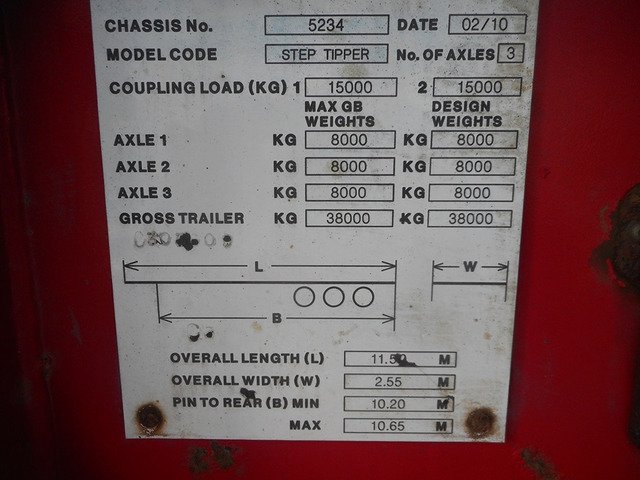 CHASSIS No. 5234 DATE 02/10
MODEL CODE STEP TIPPER No. OF AXLES 3
COUPLING LOAD (KG) 1 15000 2 15000
MAX GB WEIGHTS DESIGN WEIGHTS
AXLE 1 KG 8000 KG 8000
AXLE 2 KG 8000 KG 8000
AXLE 3 KG 8000 KG 8000
GROSS TRAILER KG 38000 KG 38000
L W
B
OVERALL LENGTH (L) 11.50 M
OVERALL WIDTH (W) 2.55 M
PIN TO REAR (B) MIN 10.20 M
MAX 10.65 M